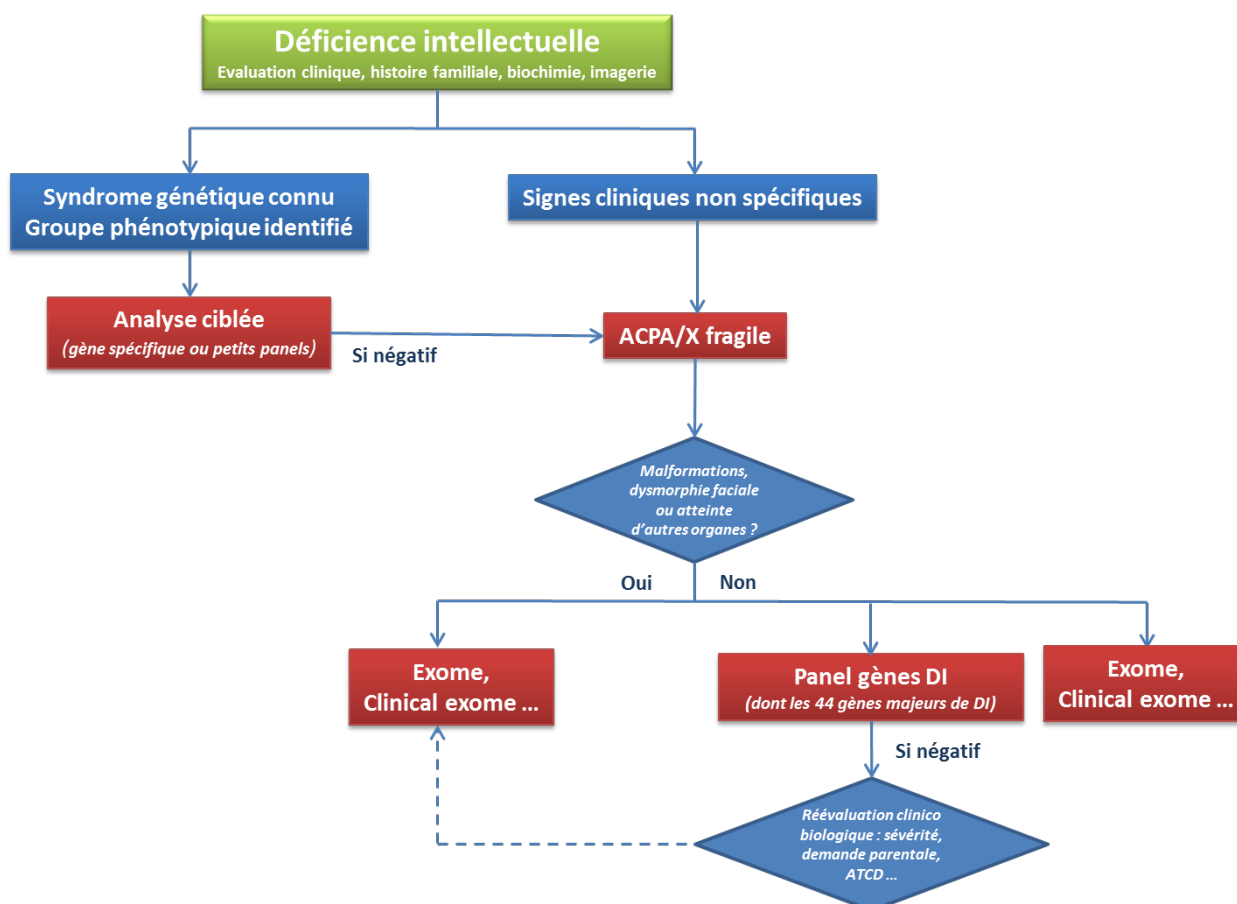 Déficience intellectuelle
Evaluation clinique, histoire familiale, biochimie, imagerie
Syndrome génétique connu
Groupe phénotypique identifié
Signes cliniques non spécifiques
Analyse ciblée
(gène spécifique ou petits panels)
Si négatif
ACPA/X fragile
Malformations,
dysmorphie faciale
ou atteinte
d'autres organes ?
Oui
Non
Exome,
Clinical exome ...
Panel gènes DI
(dont les 44 gènes majeurs de DI)
Exome,
Clinical exome ...
Si négatif
Réévaluation clinico
biologique : sévérité,
demande parentale,
ATCD ...